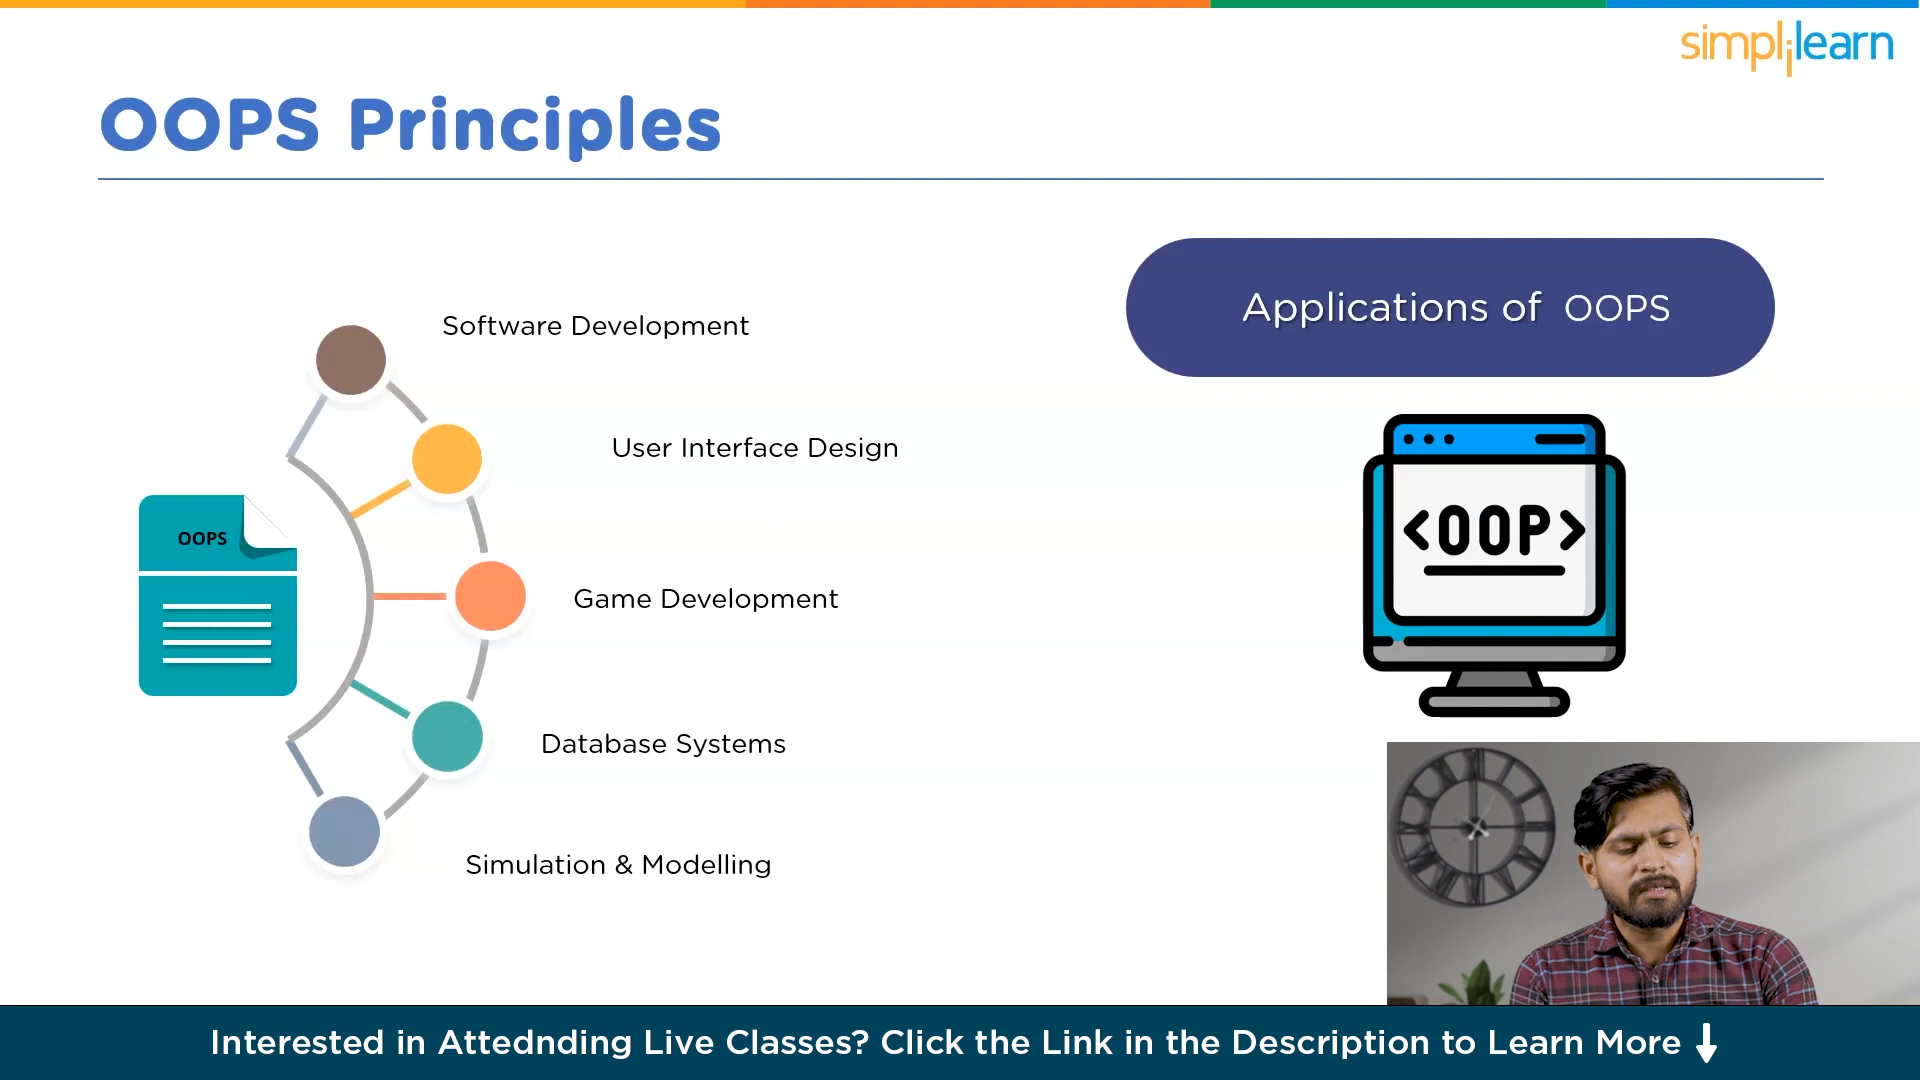 simplilearn
OOPS Principles
Applications of OOPS
Software Development
User Interface Design
OOPS
Game Development
Database Systems
Simulation & Modelling
<OOP>
Interested in Attednding Live Classes? Click the Link in the Description to Learn More